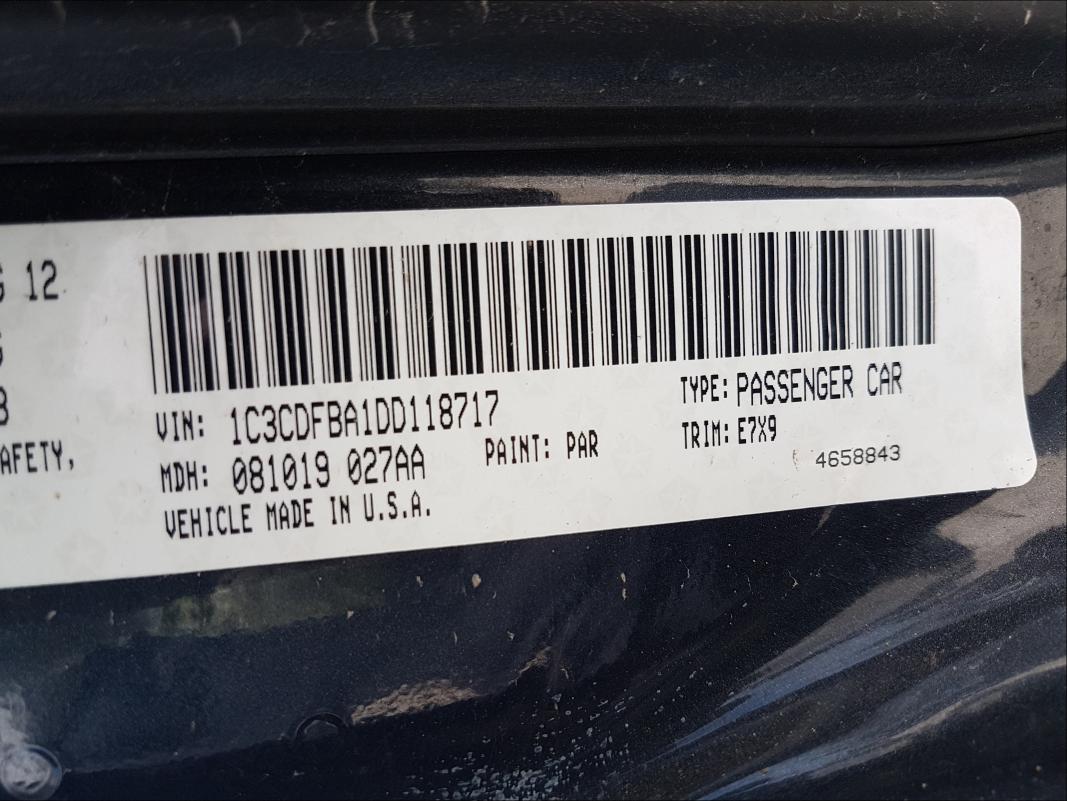 12
VIN: 1C3CDFBA1DD118717
TYPE: PASSENGER CAR
AFETY,
MDH: 081019 027AA
PAINT: PAR
TRIM: E7X9
4658843
VEHICLE MADE IN U.S.A.